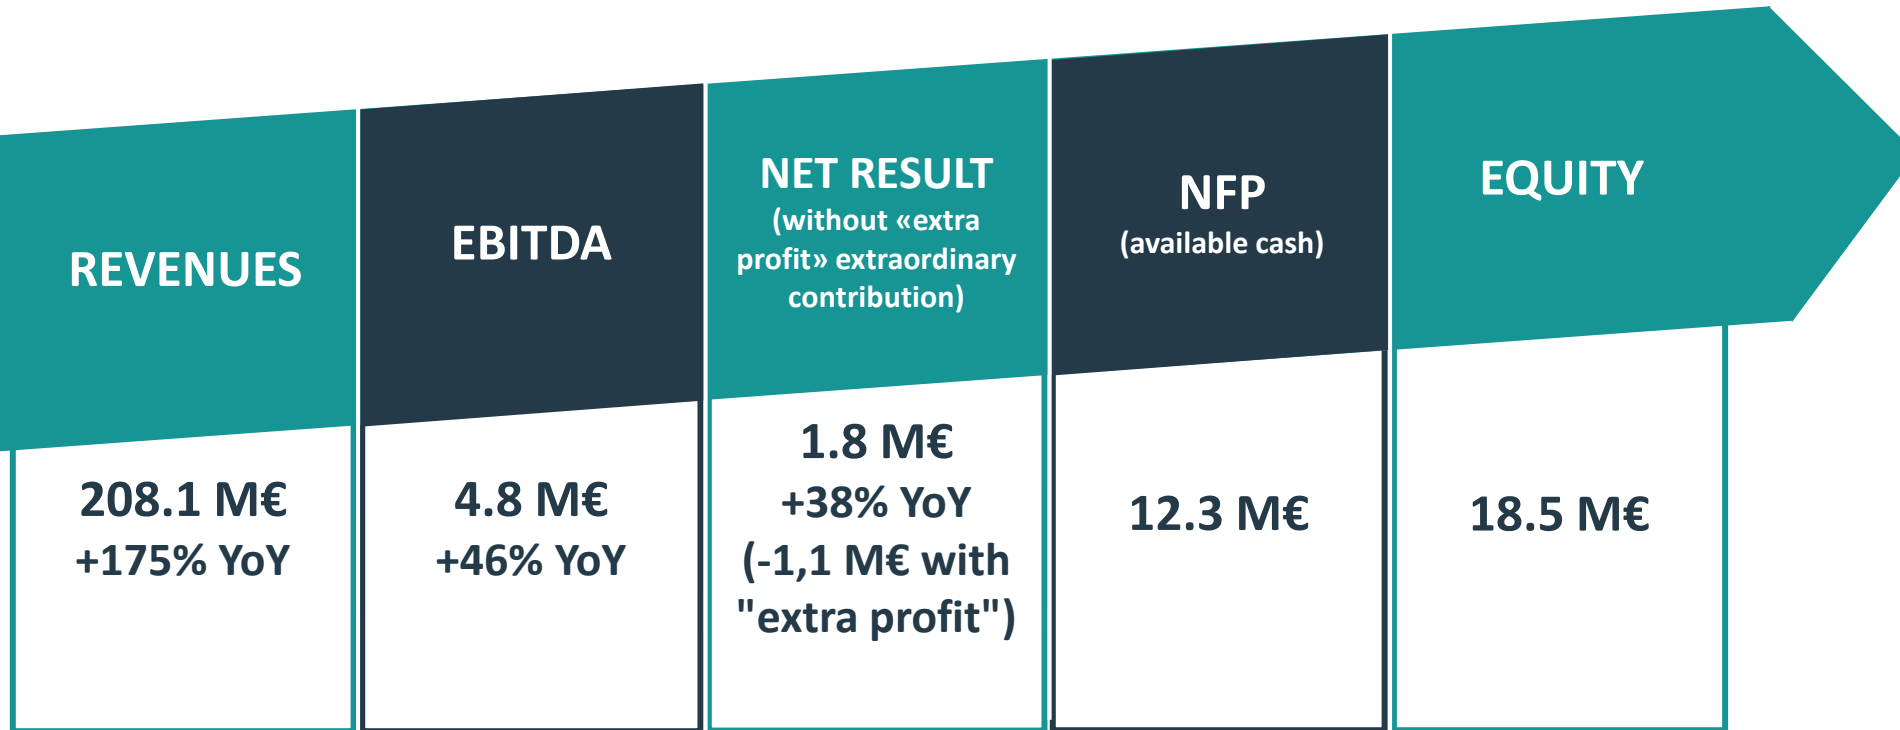 REVENUES
208.1 M€
+175% YoY
EBITDA
4.8 M€
+46% YoY
NET RESULT
(without «extra
profit» extraordinary
contribution)
1.8 M€
+38% YoY
(-1,1 M€ with
"extra profit")
NFP
(available cash)
12.3 M€
EQUITY
18.5 M€